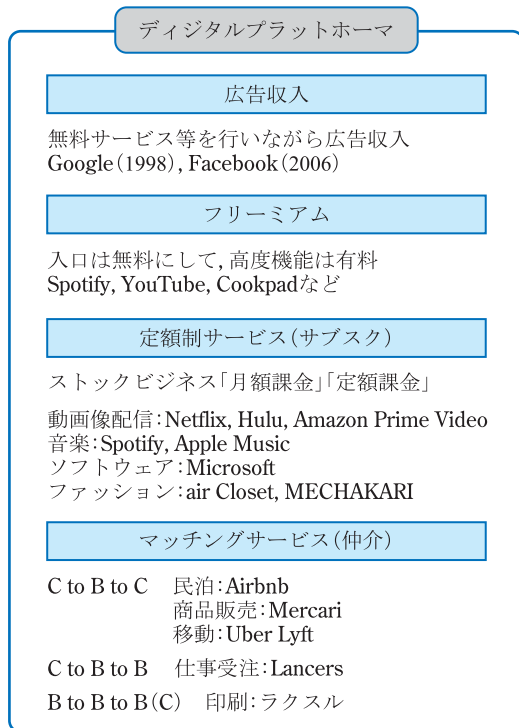 ディジタルプラットホーマ
広告収入
無料サービス等を行いながら広告収入
Google(1998), Facebook(2006)
フリーミアム
入口は無料にして, 高度機能は有料
Spotify, YouTube, Cookpadなど
定額制サービス(サブスク)
ストックビジネス「月額課金」「定額課金」
動画像配信:Netflix, Hulu, Amazon Prime Video
音楽:Spotify, Apple Music
ソフトウェア:Microsoft
ファッション:air Closet, MECHAKARI
マッチングサービス(仲介)
C to B to C 民泊:Airbnb
商品販売:Mercari
移動:Uber Lyft
C to B to B 仕事受注:Lancers
B to B to B(C) 印刷:ラクスル